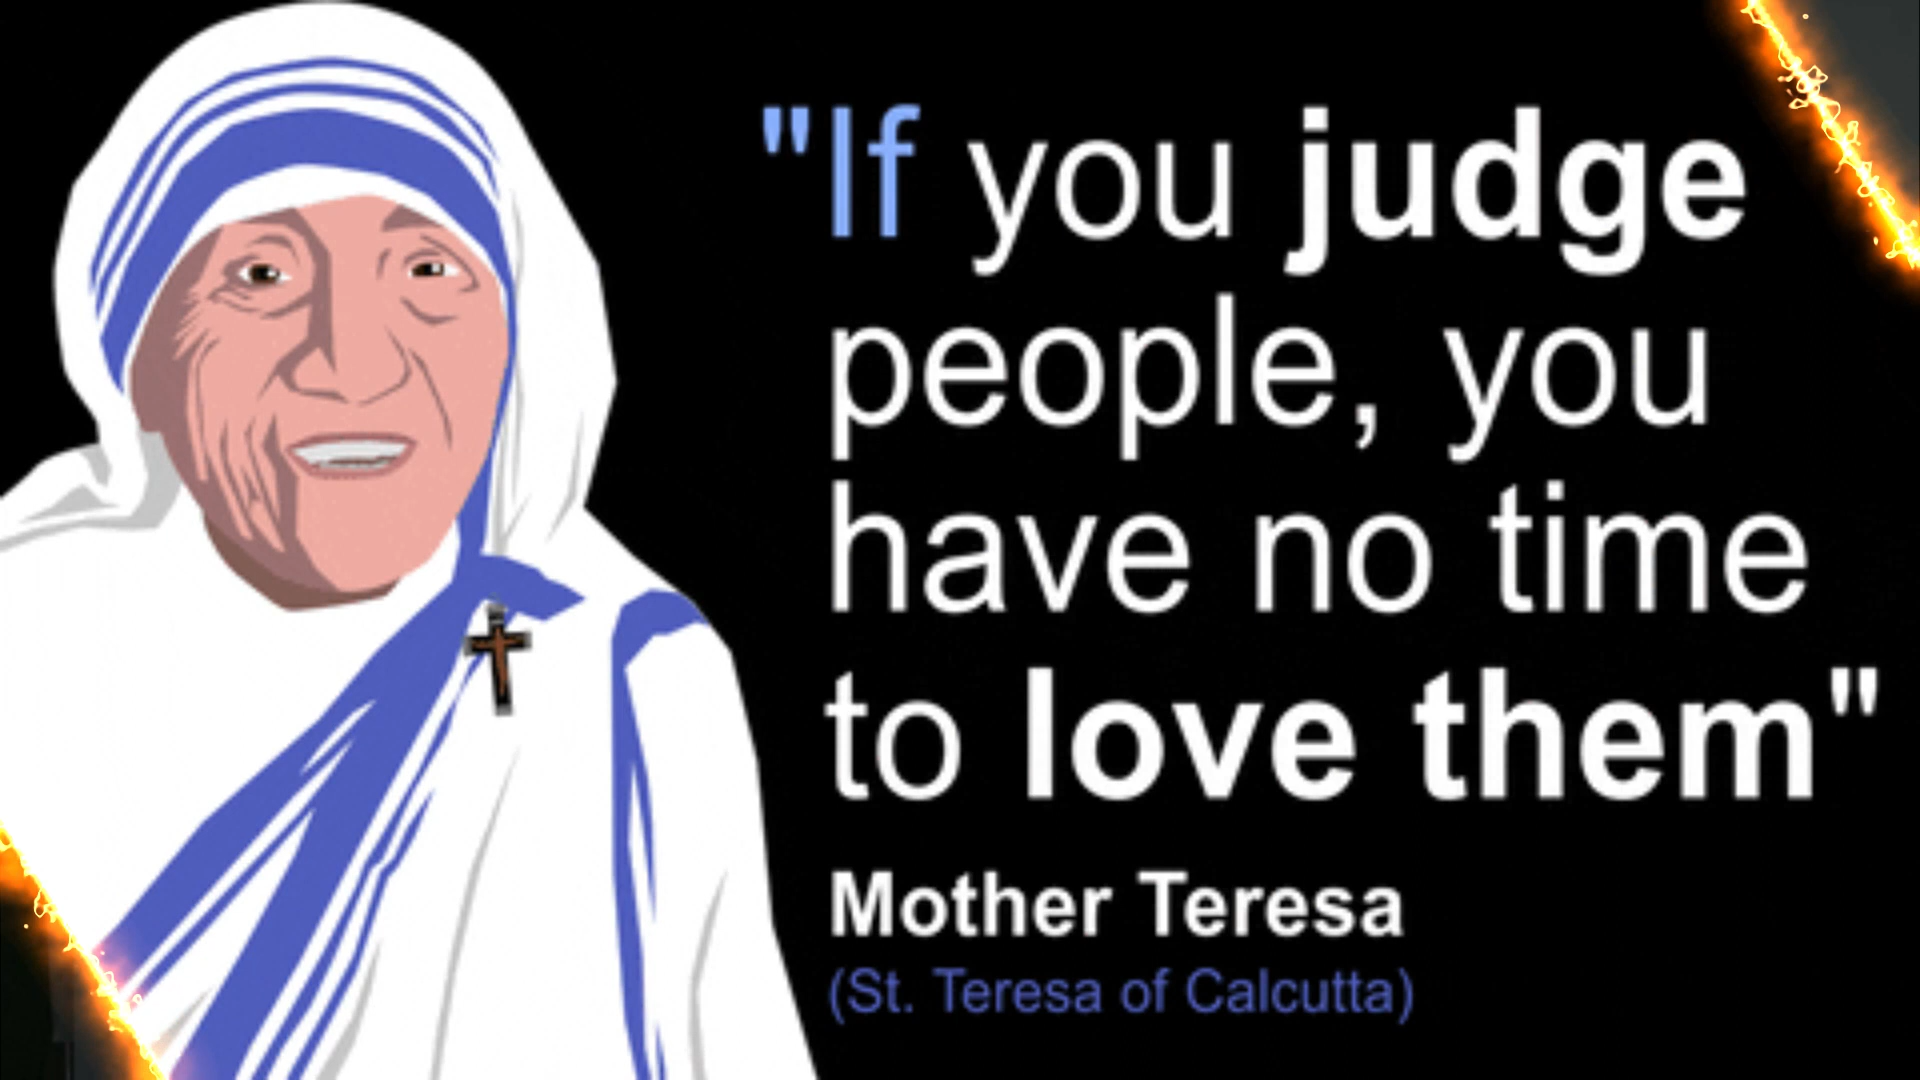 "If you judge
people, you
have no time
to love them"
Mother Teresa
(St. Teresa of Calcutta)